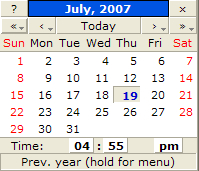 ? July, 2007 ×
« ‹ Today › »
Sun Mon Tue Wed Thu Fri Sat
1 2 3 4 5 6 7
8 9 10 11 12 13 14
15 16 17 18 19 20 21
22 23 24 25 26 27 28
29 30 31
Time: 04 : 55 pm
Prev. year (hold for menu)